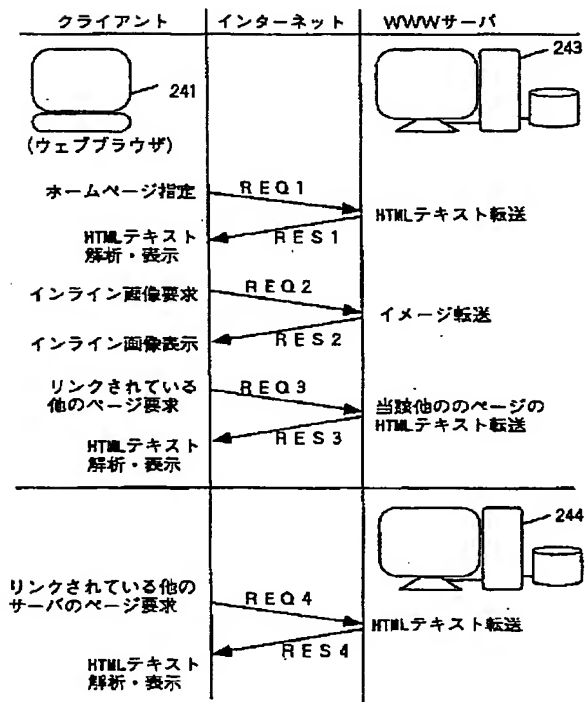 クライアント
インターネット
WWWサーバ
241
243
(ウェブブラウザ)
ホームページ指定
REQ1
HTMLテキスト転送
HTMLテキスト
解析・表示
RES1
インライン画像要求
REQ2
イメージ転送
インライン画像表示
RES2
リンクされている
他のページ要求
REQ3
当該他ののページの
HTMLテキスト転送
HTMLテキスト
解析・表示
RES3
244
リンクされている他の
サーバのページ要求
REQ4
HTMLテキスト転送
HTMLテキスト
解析・表示
RES4